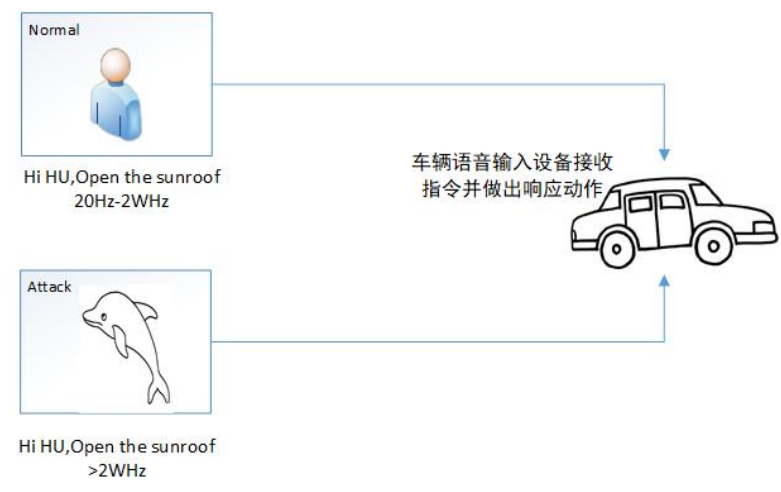 Normal
Hi HU,Open the sunroof
20Hz-2WHz
车辆语音输入设备接收
指令并做出响应动作
Attack
Hi HU,Open the sunroof
>2WHz